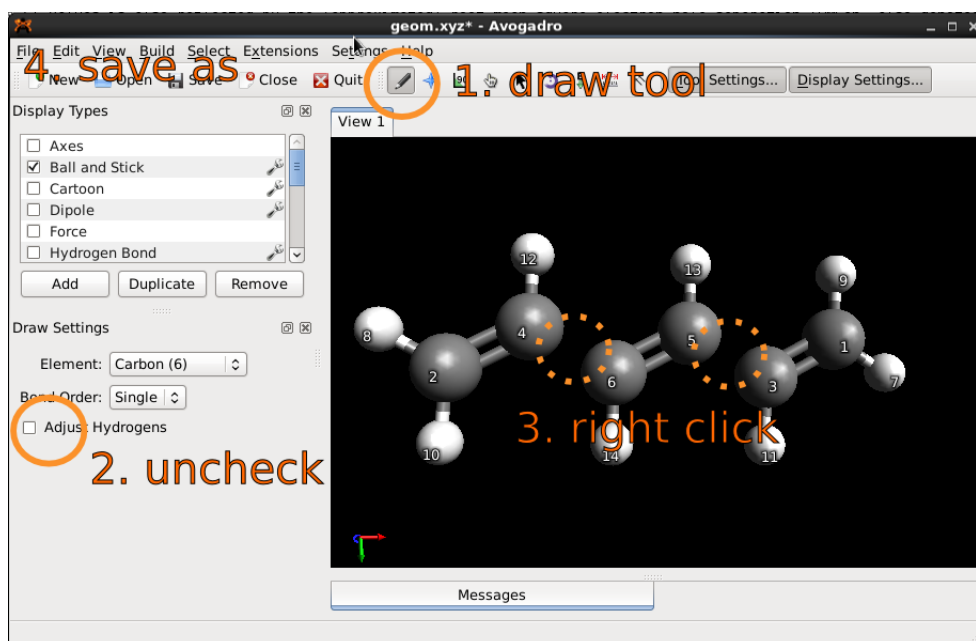 geom.xyz* - Avogadro
File Edit View Build Select Extensions Settings Help
4. save as
New Open Save Close Quit
1. draw tool
Settings... Display Settings...
Display Types
View 1
Axes
Ball and Stick
Cartoon
Dipole
Force
Hydrogen Bond
Add Duplicate Remove
Draw Settings
Element: Carbon (6)
Bond Order: Single
Adjust Hydrogens
2. uncheck
3. right click
12
13
9
8
4
5
1
2
6
3
7
10
14
11
Messages